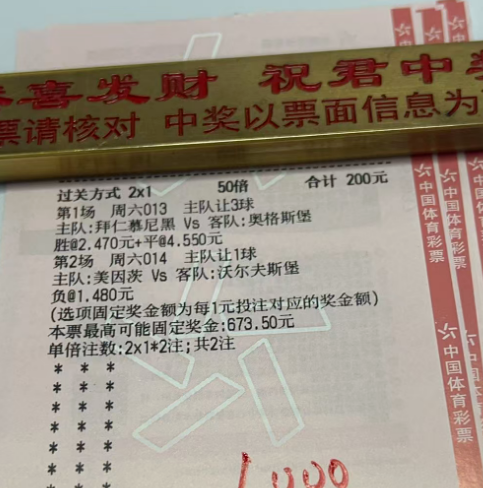 恭喜发财 祝君中奖
票请核对 中奖以票面信息为
过关方式 2x1 50倍 合计 200元
第1场 周六013 主队让3球
主队:拜仁慕尼黑 Vs 客队:奥格斯堡
胜@2.470元+平@4.550元
第2场 周六014 主队让1球
主队:美因茨 Vs 客队:沃尔夫斯堡
负@1.480元
(选项固定奖金额为每1元投注对应的奖金额)
本票最高可能固定奖金:673.50元
单倍注数:2x1*2注;共2注
* * *
* * *
* * *
* * *
* * *
* * *
* * *
中国体育彩票
中国体育彩票
中国体育彩票
中国体育彩票